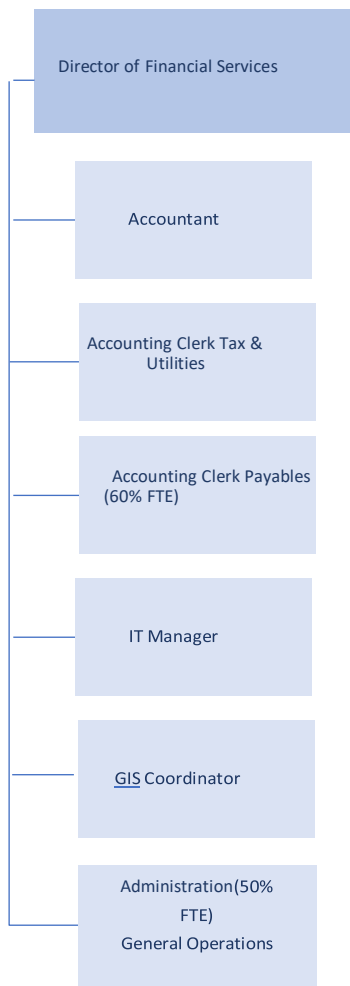 Director of Financial Services
Accountant
Accounting Clerk Tax &
Utilities
Accounting Clerk Payables
(60% FTE)
IT Manager
GIS Coordinator
Administration(50%
FTE)
General Operations